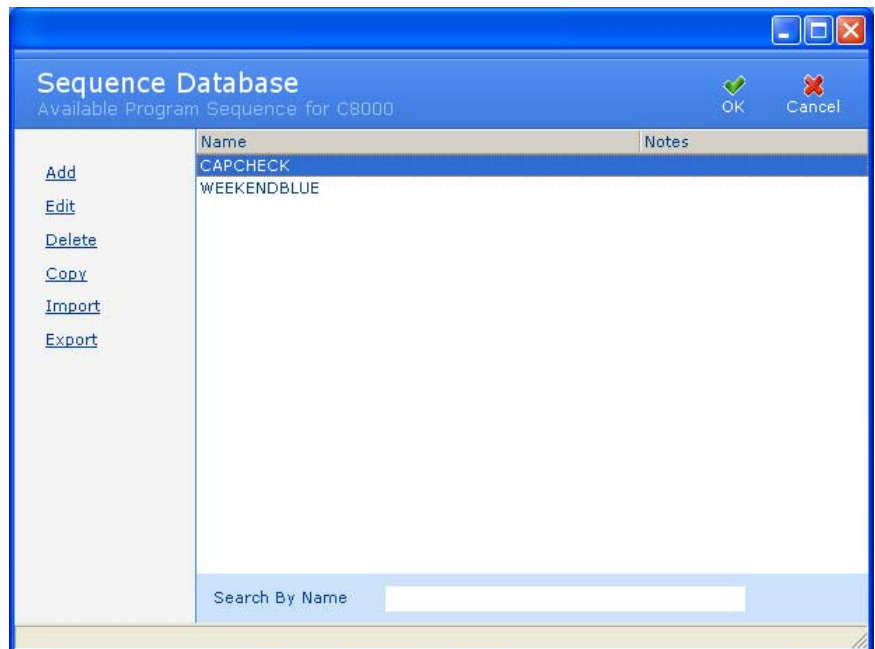 Sequence Database
Available Program Sequence for C8000
OK Cancel
Name Notes
CAPCHECK
WEEKENDBLUE
Add
Edit
Delete
Copy
Import
Export
Search By Name